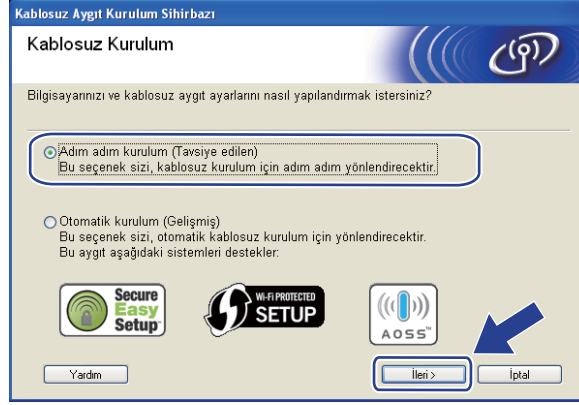 Kablosuz Aygıt Kurulum Sihirbazı
Kablosuz Kurulum
Bilgisayarınızı ve kablosuz aygıt ayarlarını nasıl yapılandırmak istersiniz?
Adım adım kurulum (Tavsiye edilen)
Bu seçenek sizi, kablosuz kurulum için adım adım yönlendirecektir.
Otomatik kurulum (Gelişmiş)
Bu seçenek sizi, otomatik kablosuz kurulum için yönlendirecektir.
Bu aygıt aşağıdaki sistemleri destekler:
Secure
Easy
Setup
WI-FI PROTECTED
SETUP
AOSS™
Yardım
İleri >
İptal